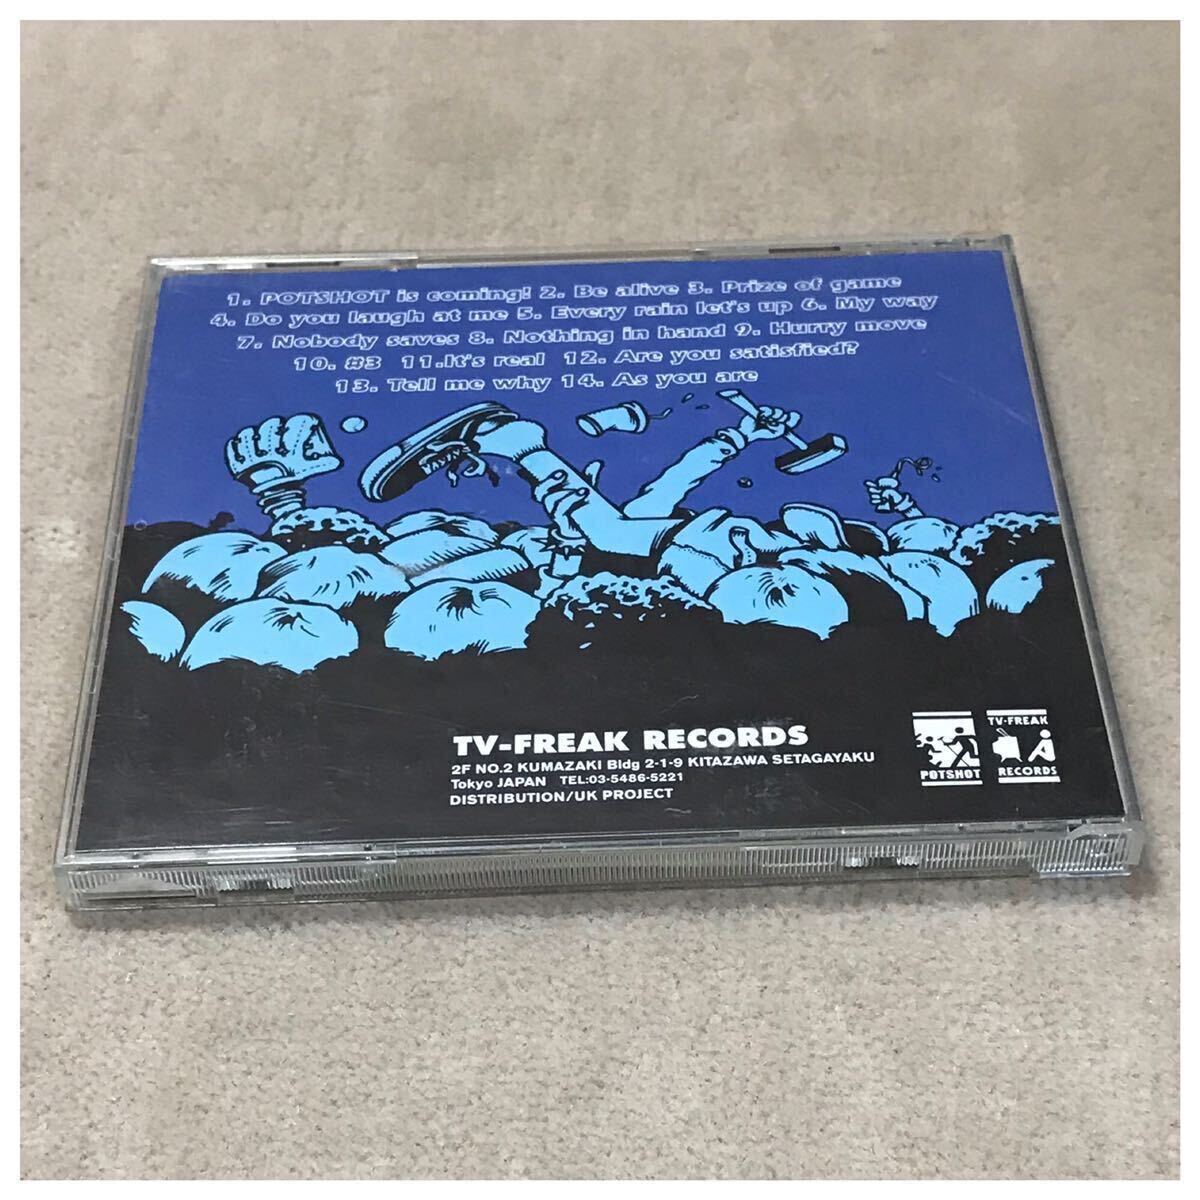 1. POTSHOT is coming! 2. Be alive 3. Prize of game
4. Do you laugh at me 5. Every rain let's up 6. My way
7. Nobody saves 8. Nothing in hand 9. Hurry move
10. #3 11.It's real 12. Are you satisfied?
13. Tell me why 14. As you are
TV-FREAK RECORDS
2F NO.2 KUMAZAKI Bldg 2-1-9 KITAZAWA SETAGAYAKU
Tokyo JAPAN TEL:03-5486-5221
DISTRIBUTION/UK PROJECT
POTSHOT
TV-FREAK
RECORDS